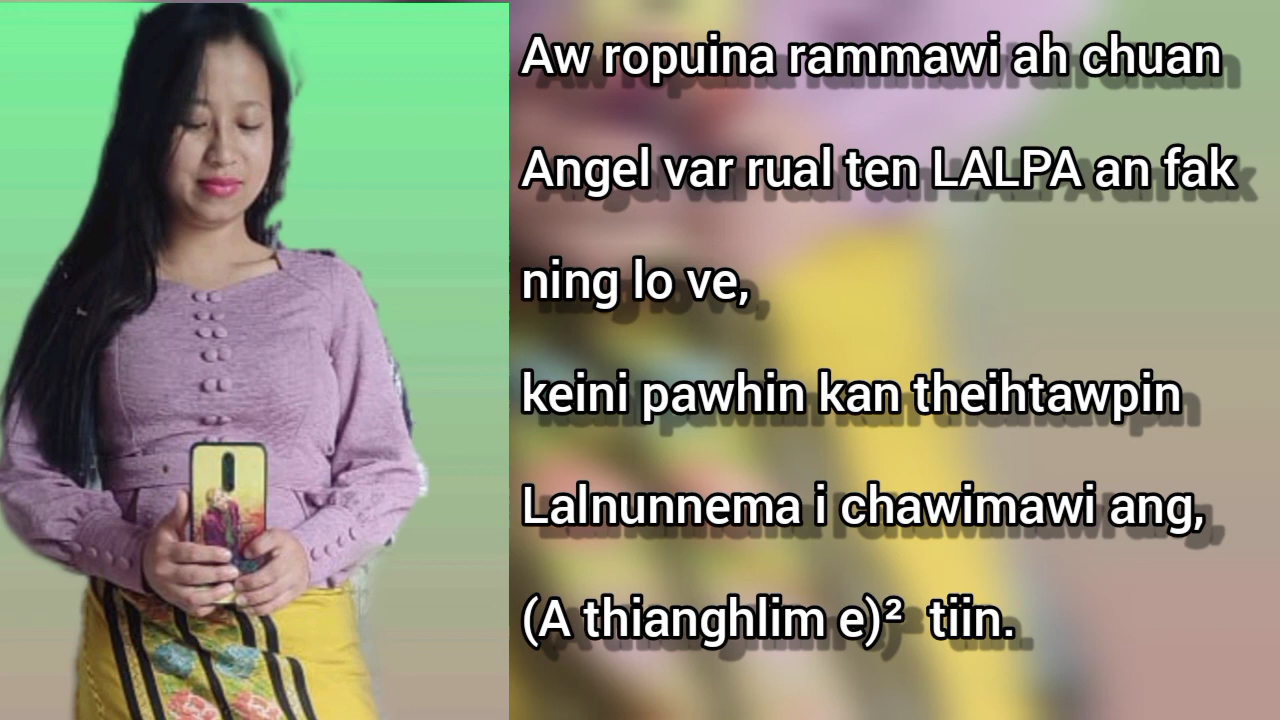 Aw ropuina rammawi ah chuan
Angel var rual ten LALPA an fak
ning lo ve,
keini pawhin kan theihtawpin
Lalnunnema i chawimawi ang,
(A thianghlim e)² tiin.